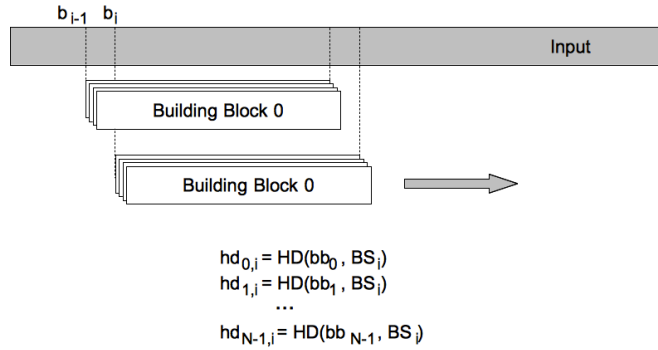 b i-1 b i
Input
Building Block 0
Building Block 0
hd 0,i = HD(bb 0 , BS i)
hd 1,i = HD(bb 1 , BS i)
...
hd N-1,i = HD(bb N-1 , BS i)